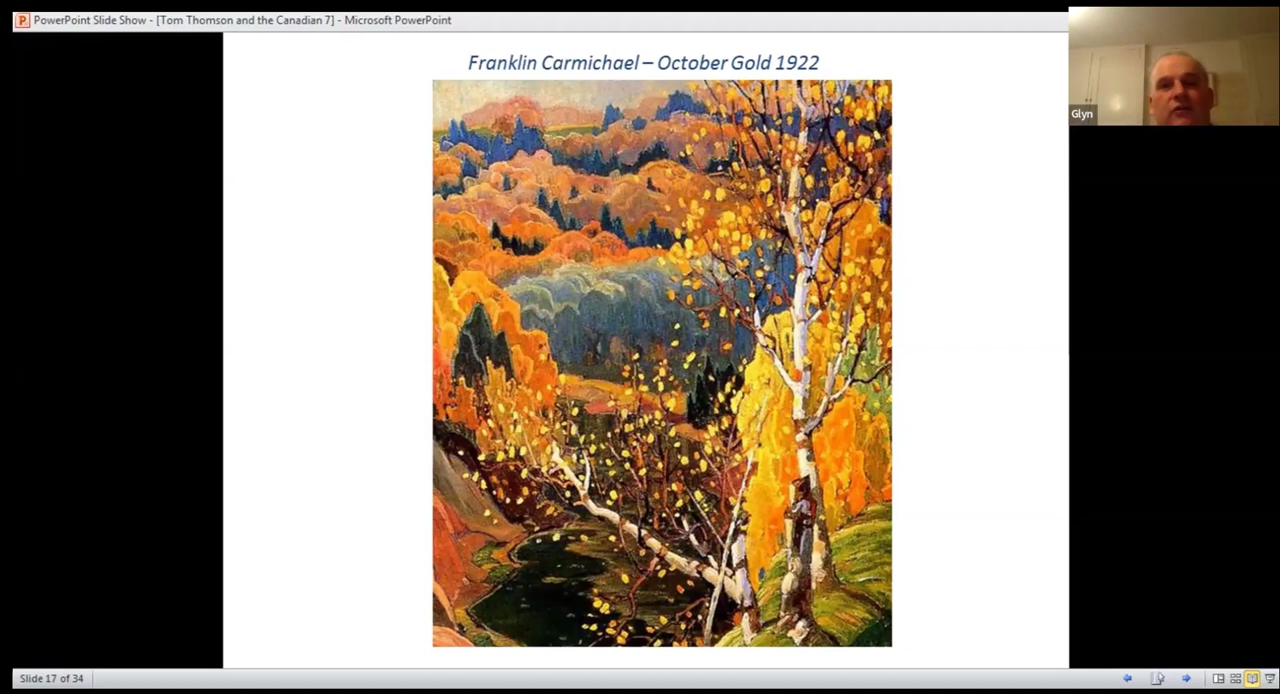 PowerPoint Slide Show - [Tom Thomson and the Canadian 7] - Microsoft PowerPoint
Franklin Carmichael – October Gold 1922
Glyn
Slide 17 of 34